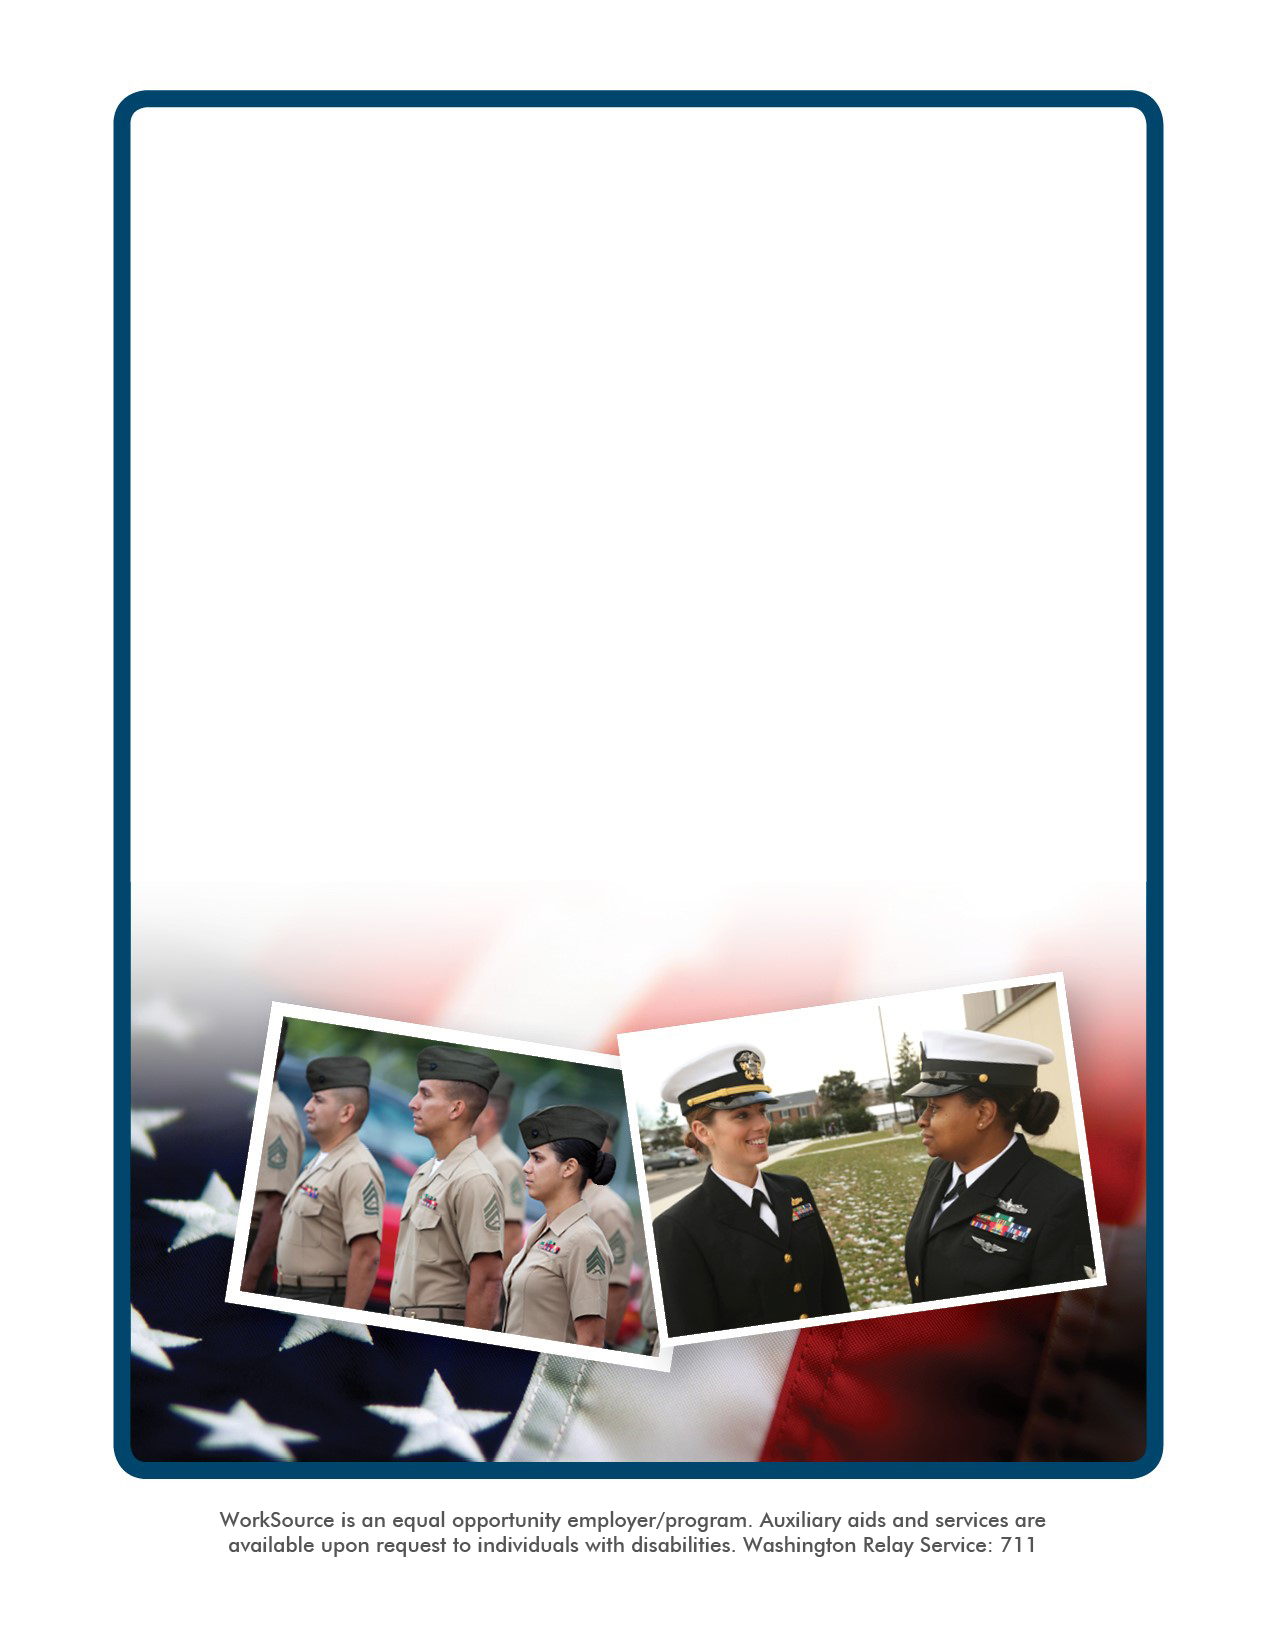 WorkSource is an equal opportunity employer/program. Auxiliary aids and services are
available upon request to individuals with disabilities. Washington Relay Service: 711